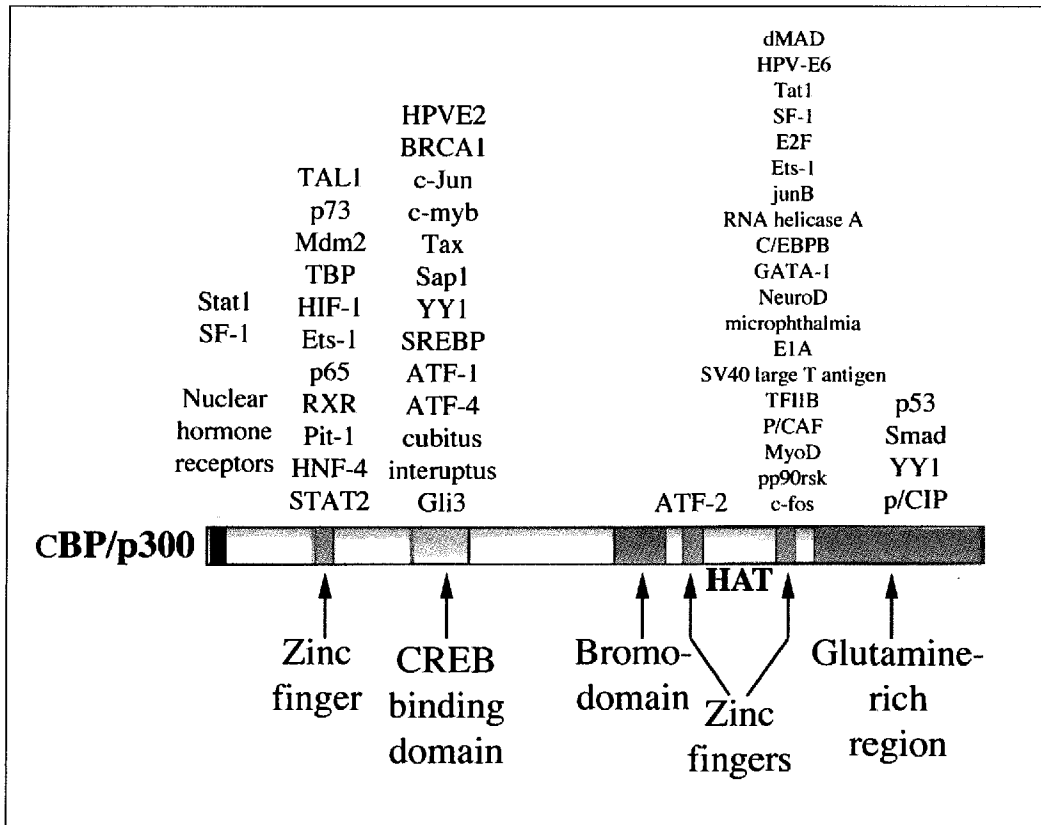 Stat1
SF-1
Nuclear
hormone
receptors
TAL1
p73
Mdm2
TBP
HIF-1
Ets-1
p65
RXR
Pit-1
HNF-4
STAT2
HPVE2
BRCA1
c-Jun
c-myb
Tax
Sap1
YY1
SREBP
ATF-1
ATF-4
cubitus
interuptus
Gli3
ATF-2
dMAD
HPV-E6
Tat1
SF-1
E2F
Ets-1
junB
RNA helicase A
C/EBPB
GATA-1
NeuroD
microphthalmia
E1A
SV40 large T antigen
TFIIB
P/CAF
MyoD
pp90rsk
c-fos
p53
Smad
YY1
p/CIP
CBP/p300
HAT
Zinc
finger
CREB
binding
domain
Bromo-
domain
Zinc
fingers
Glutamine-
rich
region